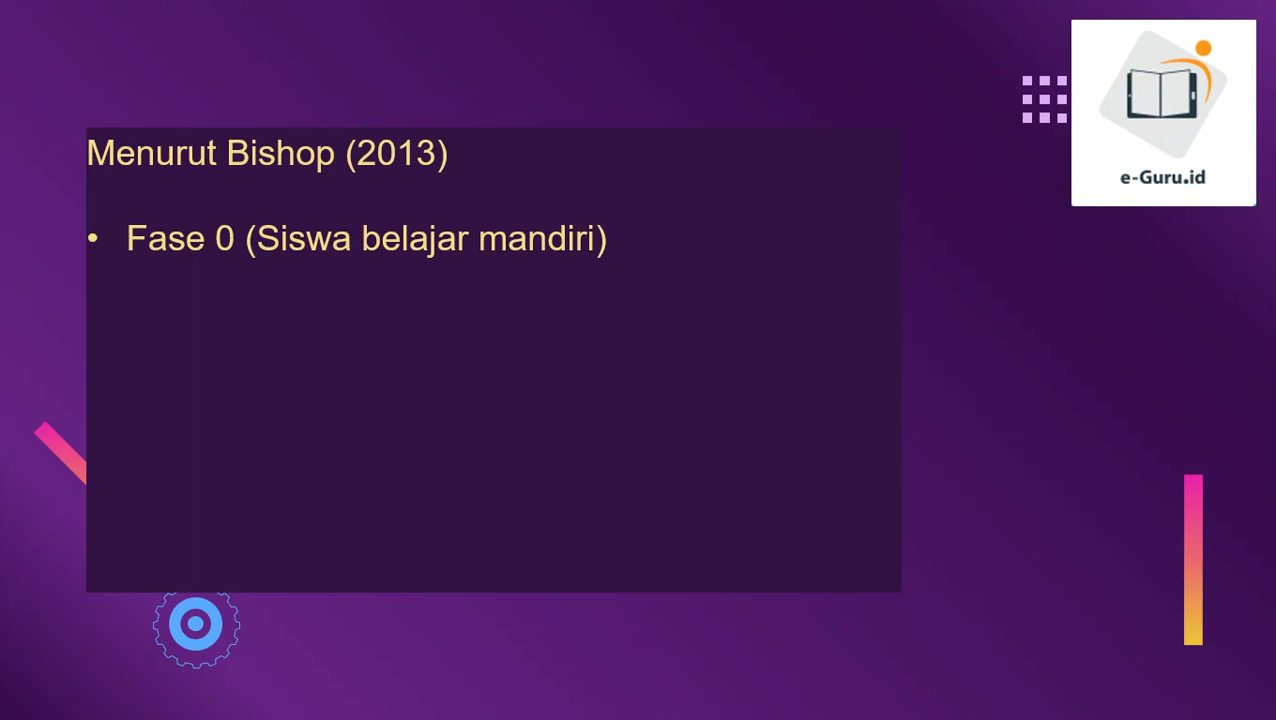 e-Guru.id
Menurut Bishop (2013)
• Fase 0 (Siswa belajar mandiri)